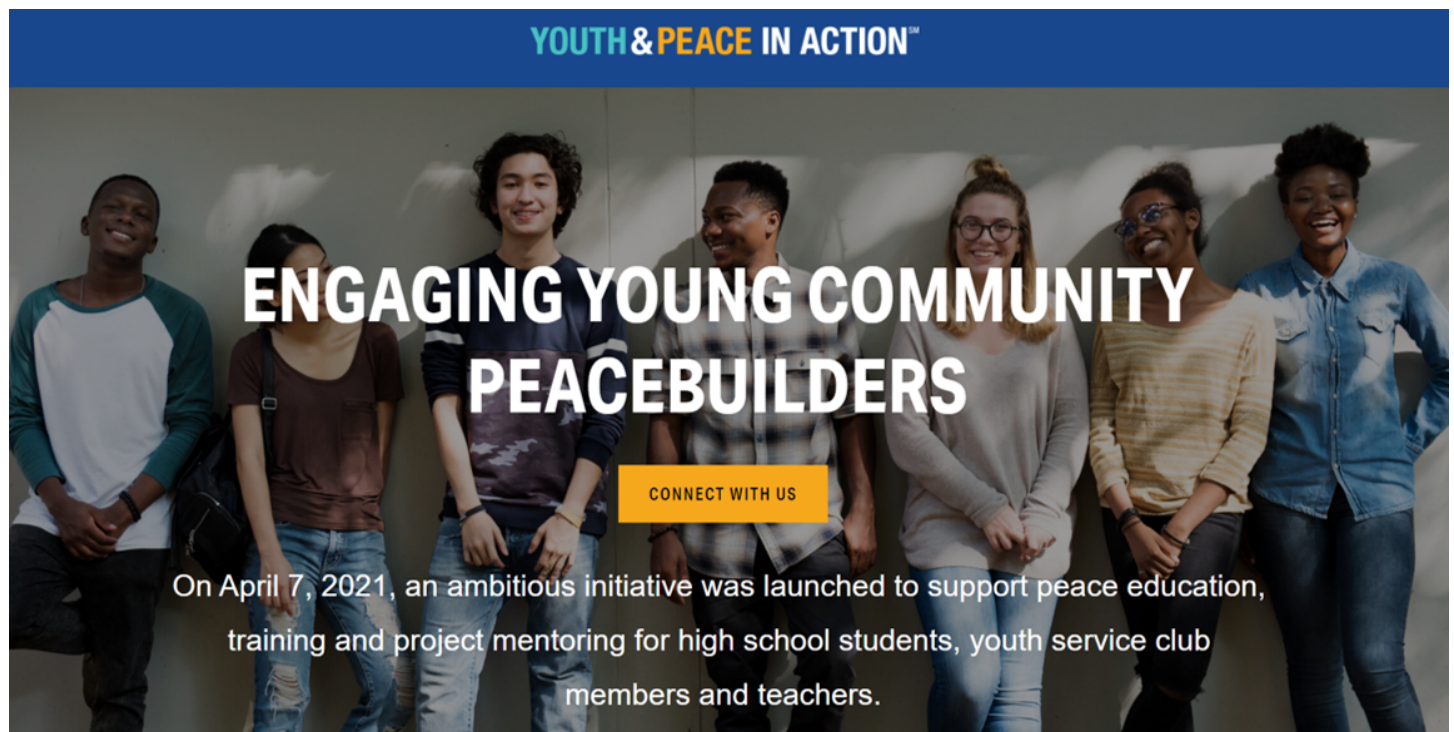 YOUTH & PEACE IN ACTION℠
ENGAGING YOUNG COMMUNITY
PEACEBUILDERS
CONNECT WITH US
On April 7, 2021, an ambitious initiative was launched to support peace education,
training and project mentoring for high school students, youth service club
members and teachers.